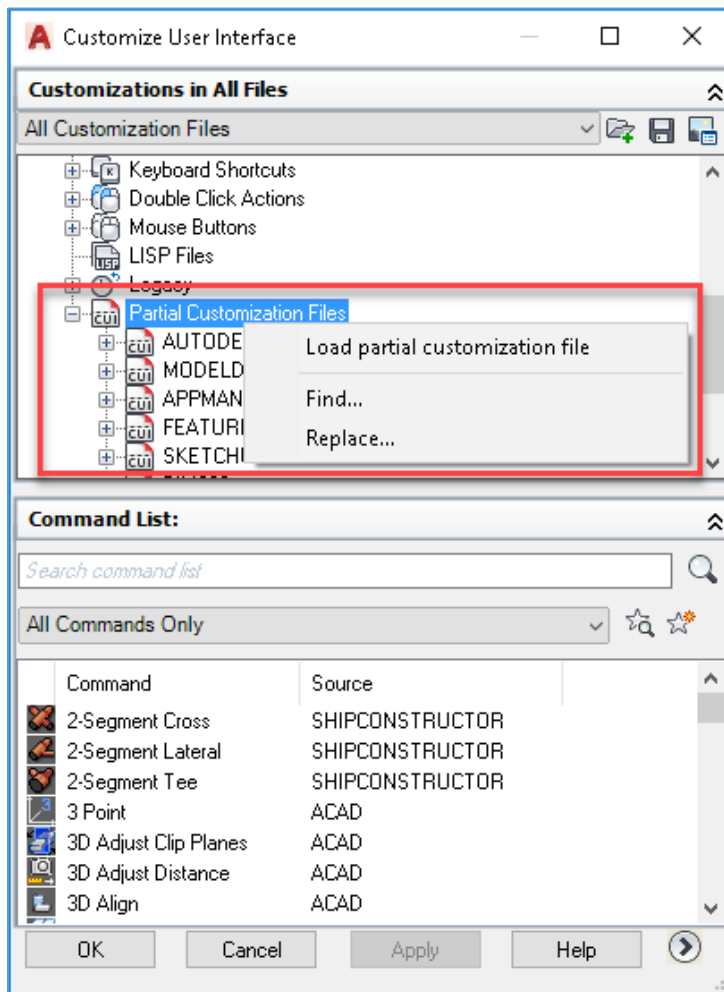 Customize User Interface
Customizations in All Files
All Customization Files
Keyboard Shortcuts
Double Click Actions
Mouse Buttons
LISP Files
Legacy
Partial Customization Files
AUTODE
MODELD
APPMAN
FEATUR
SKETCH
Load partial customization file
Find...
Replace...
Command List:
Search command list
All Commands Only
Command Source
2-Segment Cross SHIPCONSTRUCTOR
2-Segment Lateral SHIPCONSTRUCTOR
2-Segment Tee SHIPCONSTRUCTOR
3 Point ACAD
3D Adjust Clip Planes ACAD
3D Adjust Distance ACAD
3D Align ACAD
OK Cancel Apply Help